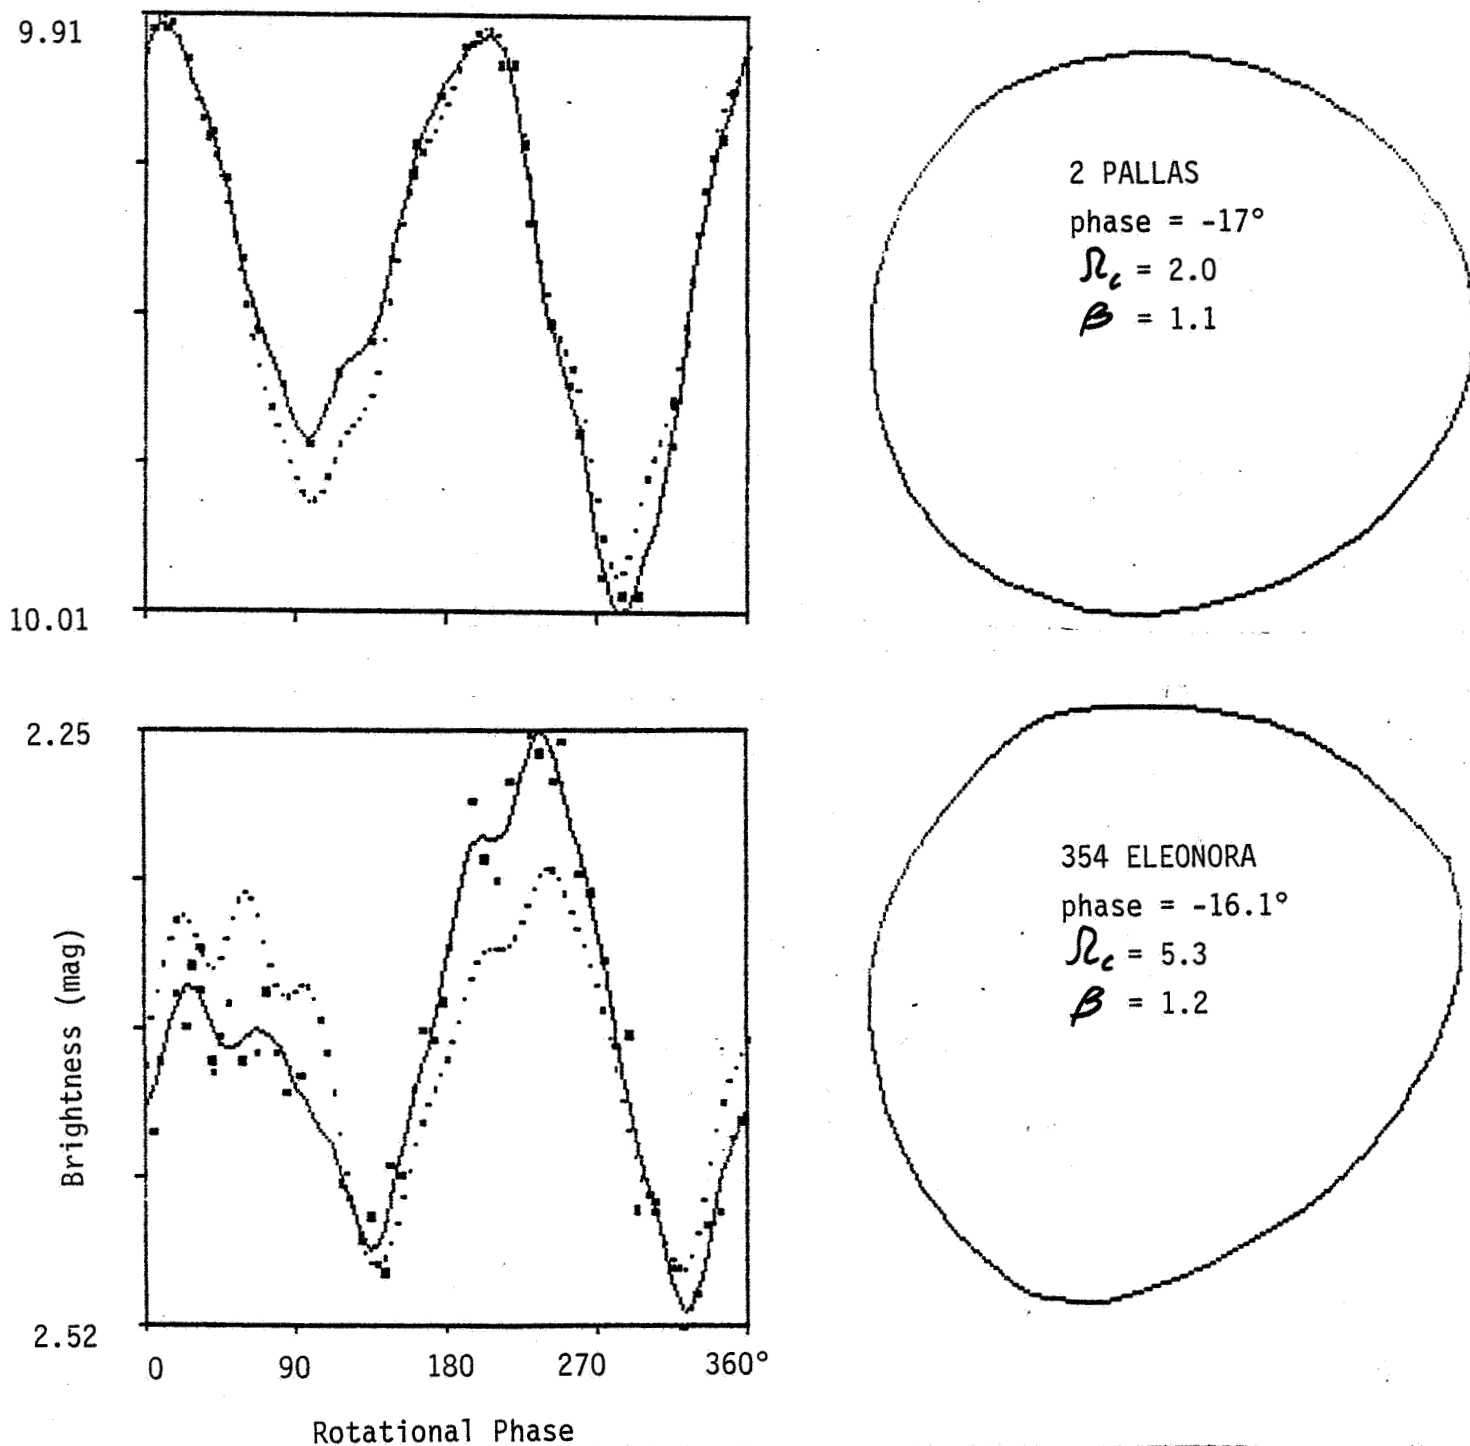 9.91
10.01
2 PALLAS
phase = -17°
Ωc = 2.0
β = 1.1
2.25
2.52
Brightness (mag)
0 90 180 270 360°
Rotational Phase
354 ELEONORA
phase = -16.1°
Ωc = 5.3
β = 1.2